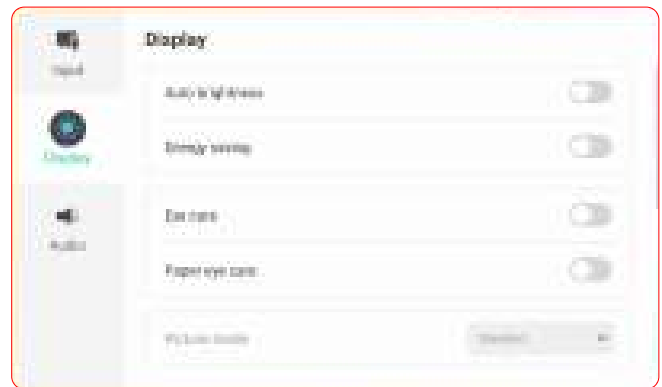 Input
Display
Auto brightness
Energy saving
Display
Eye care
Paper eye care
Audio
Picture mode
Standard